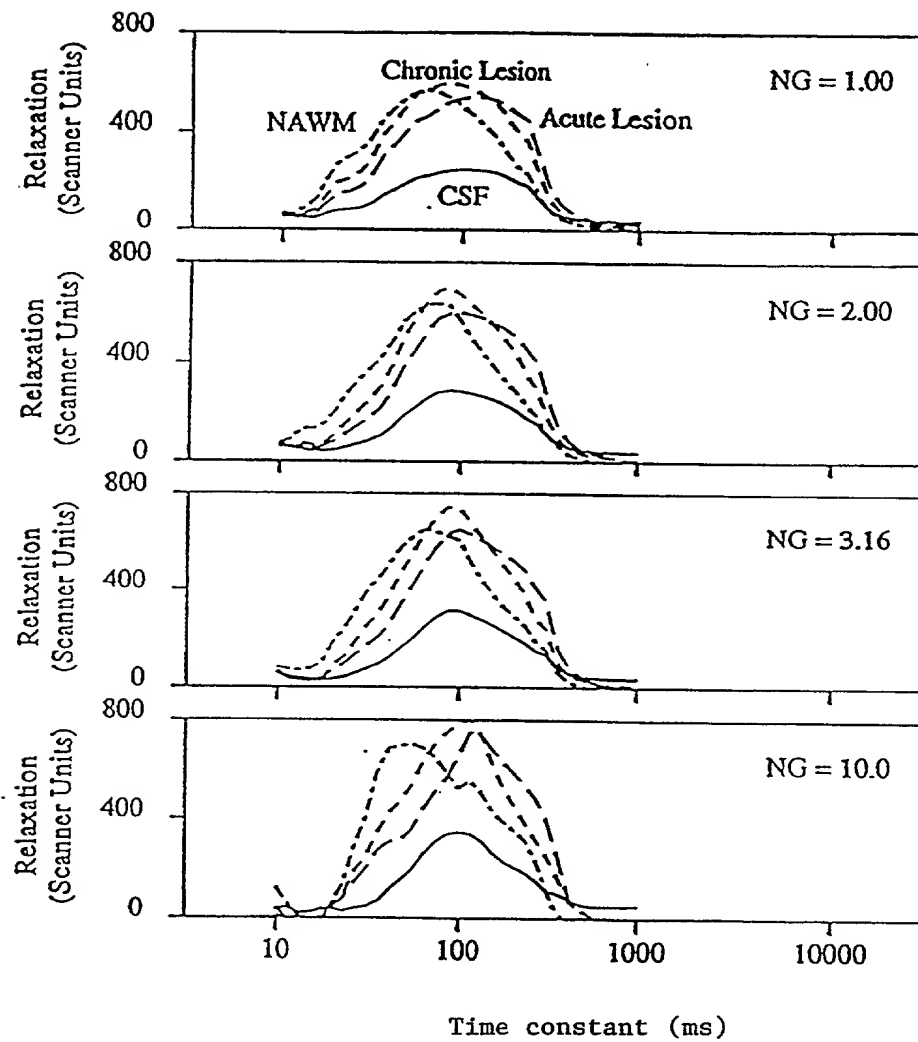 Relaxation
(Scanner Units)
800
400
0
NAWM
Chronic Lesion
Acute Lesion
CSF
NG = 1.00
Relaxation
(Scanner Units)
800
400
0
NG = 2.00
Relaxation
(Scanner Units)
800
400
0
NG = 3.16
Relaxation
(Scanner Units)
800
400
0
NG = 10.0
10
100
1000
10000
Time constant (ms)